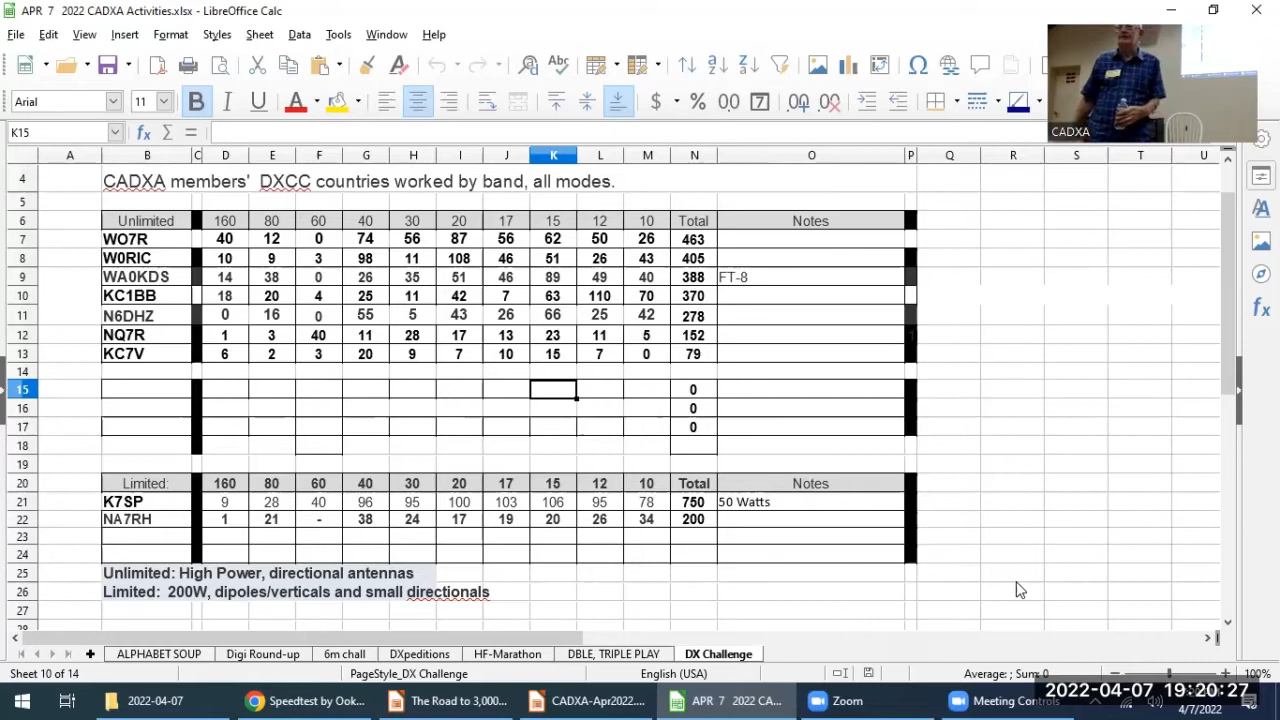 APR 7 2022 CADXA Activities.xlsx - LibreOffice Calc
File Edit View Insert Format Styles Sheet Data Tools Window Help
Arial 11
K15
CADXA
A B C D E F G H I J K L M N O P Q R S T U
4 CADXA members' DXCC countries worked by band, all modes.
5
6 Unlimited 160 80 60 40 30 20 17 15 12 10 Total Notes
7 WO7R 40 12 0 74 56 87 56 62 50 26 463
8 W0RIC 10 9 3 98 11 108 46 51 26 43 405
9 WA0KDS 14 38 0 26 35 51 46 89 49 40 388 FT-8
10 KC1BB 18 20 4 25 11 42 7 63 110 70 370
11 N6DHZ 0 16 0 55 5 43 26 66 25 42 278
12 NQ7R 1 3 40 11 28 17 13 23 11 5 152
13 KC7V 6 2 3 20 9 7 10 15 7 0 79
14
15 0
16 0
17 0
18
19
20 Limited: 160 80 60 40 30 20 17 15 12 10 Total Notes
21 K7SP 9 28 40 96 95 100 103 106 95 78 750 50 Watts
22 NA7RH 1 21 - 38 24 17 19 20 26 34 200
23
24
25 Unlimited: High Power, directional antennas
26 Limited: 200W, dipoles/verticals and small directionals
27
28
ALPHABET SOUP Digi Round-up 6m chall DXpeditions HF-Marathon DBLE, TRIPLE PLAY DX Challenge
Sheet 10 of 14 PageStyle_DX Challenge English (USA) Average: ; Sum: 0 100%
2022-04-07 Speedtest by Ook... The Road to 3,000... CADXA-Apr2022.... APR 7 2022 CA... Zoom Meeting Controls
2022-04-07 19:20:27
4/7/2022